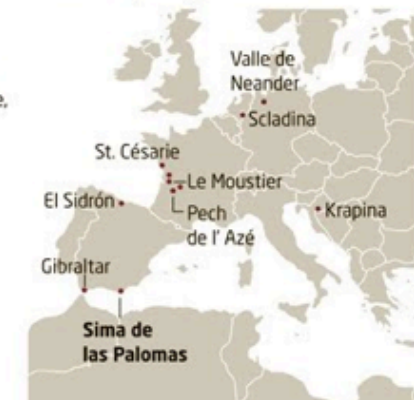 Valle de
Neander
e,
Scladina
St. Césarie
Le Moustier
El Sidrón
Krapina
Pech
de l' Azé
Gibraltar
Sima de
las Palomas